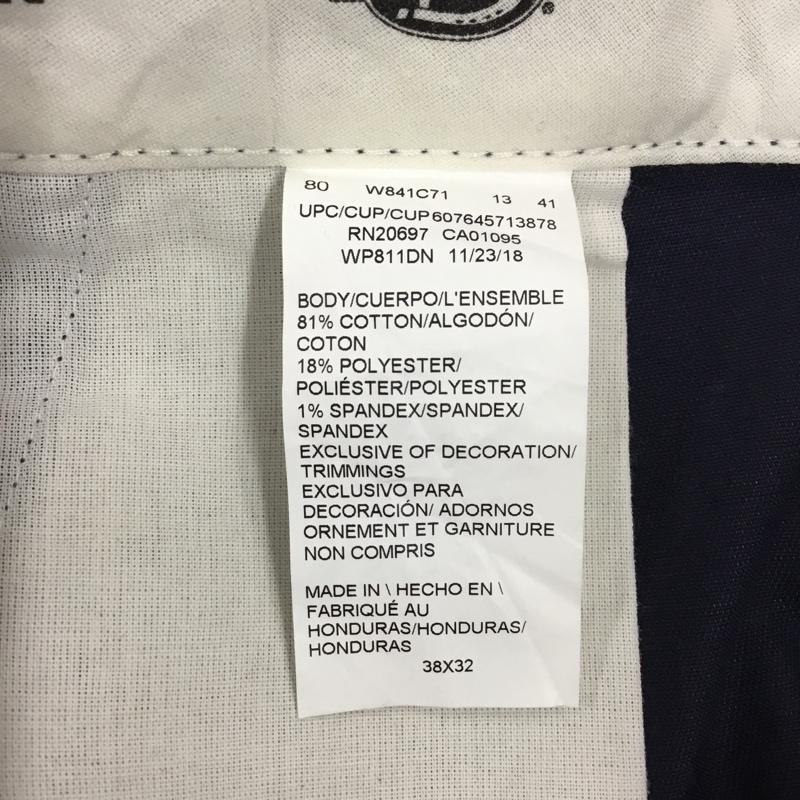 80 W841C71 13 41
UPC/CUP/CUP607645713878
RN20697 CA01095
WP811DN 11/23/18
BODY/CUERPO/L'ENSEMBLE
81% COTTON/ALGODÓN/
COTON
18% POLYESTER/
POLIÉSTER/POLYESTER
1% SPANDEX/SPANDEX/
SPANDEX
EXCLUSIVE OF DECORATION/
TRIMMINGS
EXCLUSIVO PARA
DECORACIÓN/ ADORNOS
ORNEMENT ET GARNITURE
NON COMPRIS
MADE IN \ HECHO EN \
FABRIQUÉ AU
HONDURAS/HONDURAS/
HONDURAS
38X32